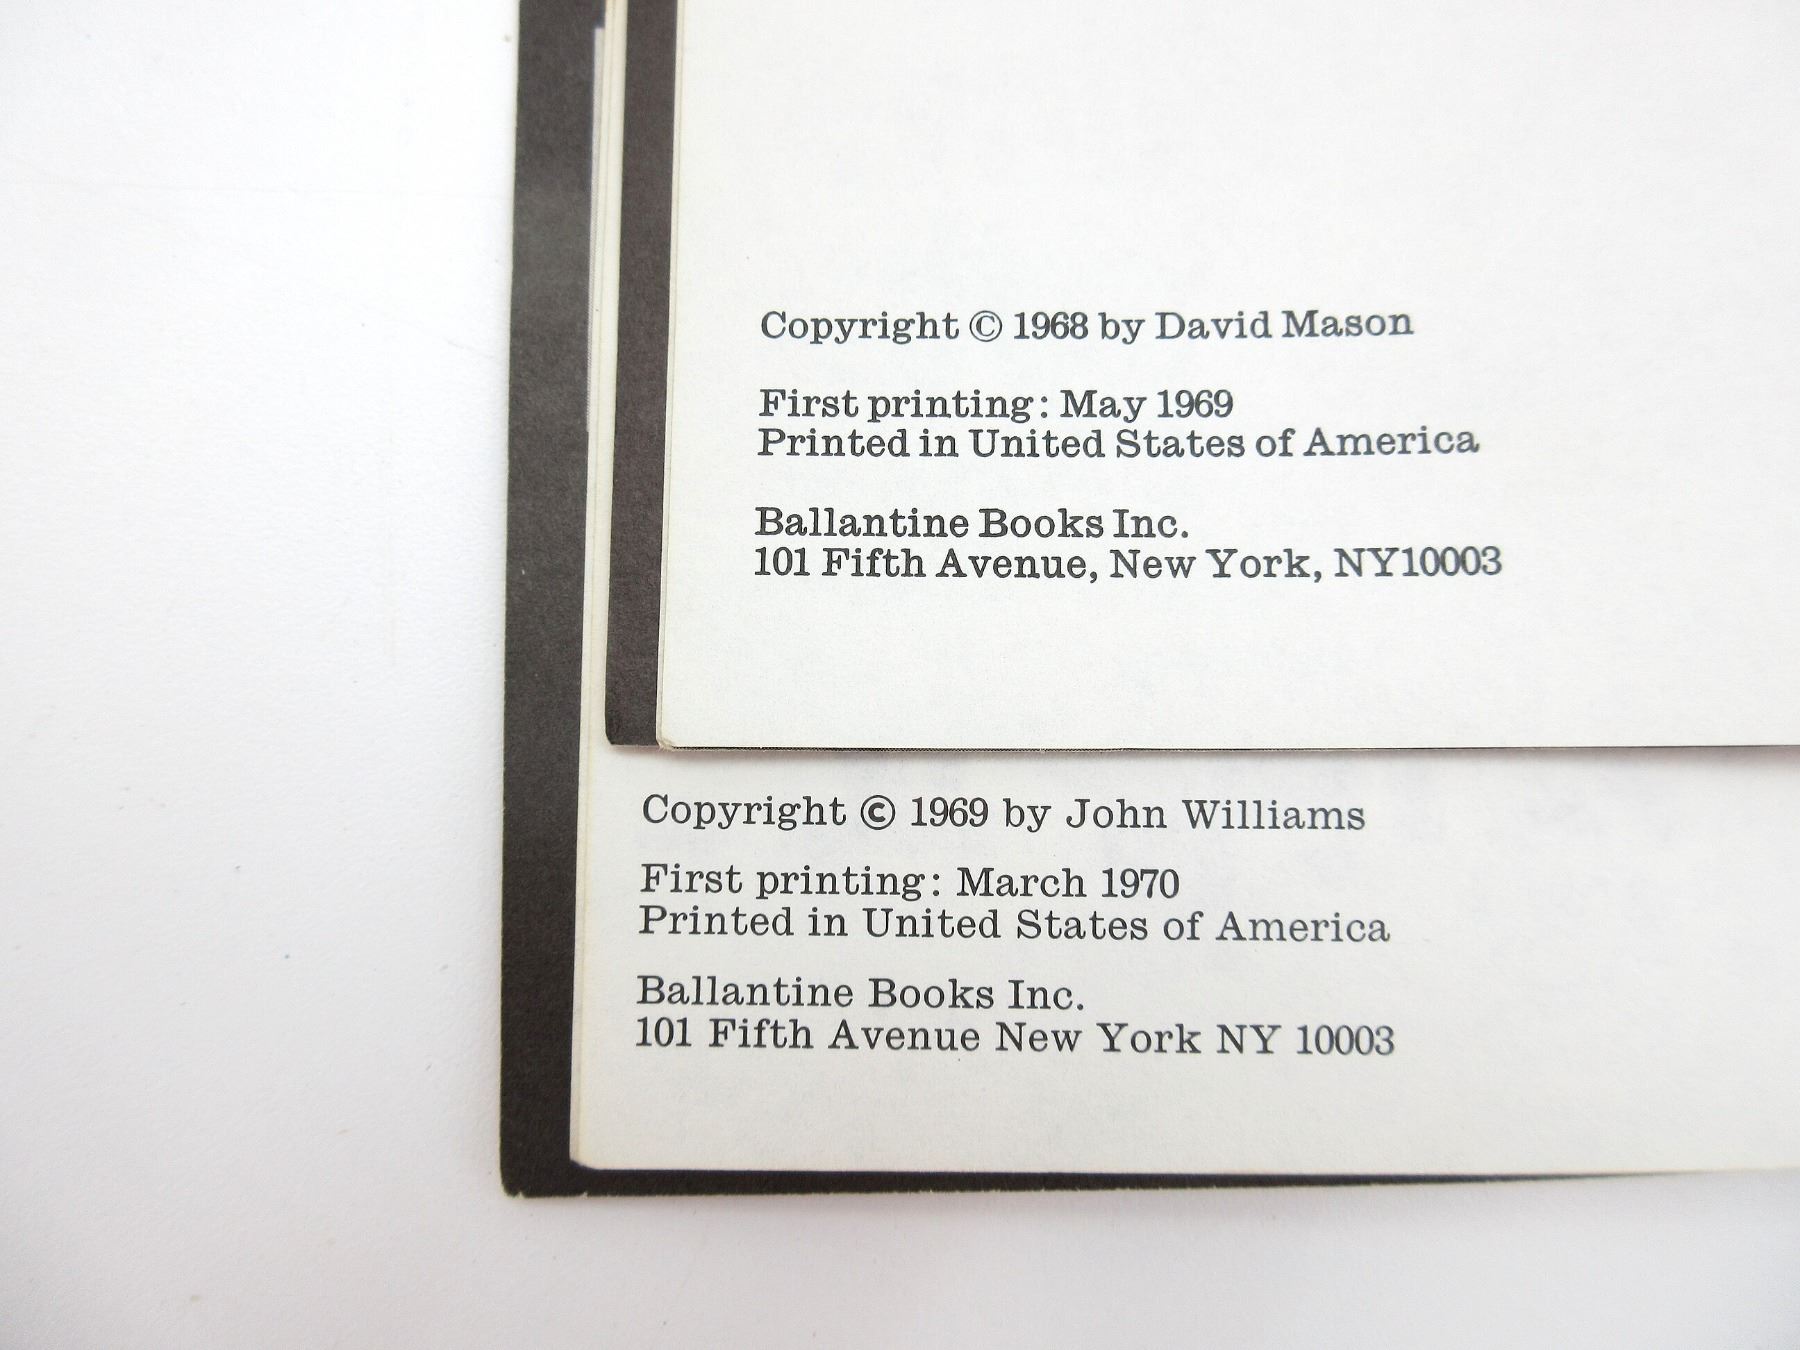 Copyright © 1968 by David Mason
First printing: May 1969
Printed in United States of America
Ballantine Books Inc.
101 Fifth Avenue, New York, NY10003
Copyright © 1969 by John Williams
First printing: March 1970
Printed in United States of America
Ballantine Books Inc.
101 Fifth Avenue New York NY 10003